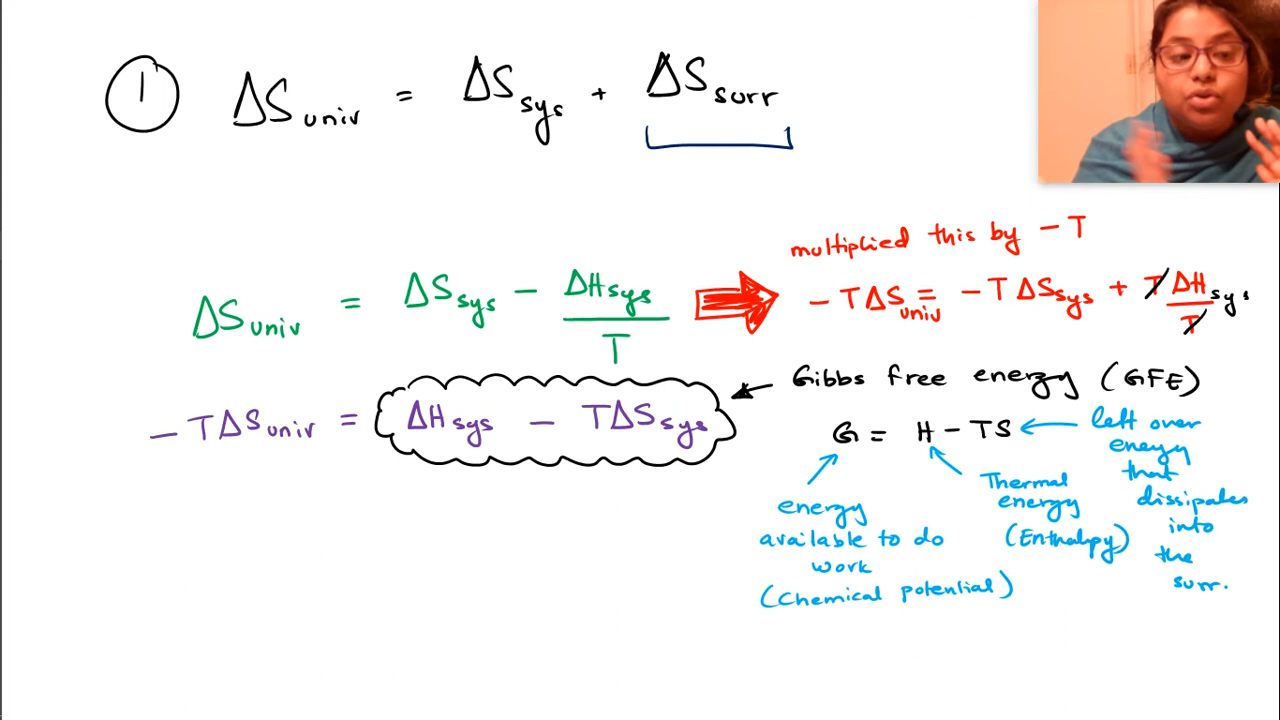 1 ΔS univ = ΔS sys + ΔS surr
multiplied this by - T
ΔS univ = ΔS sys - ΔH sys / T
- TΔS univ = - TΔS sys + T ΔH sys / T
- TΔS univ = ΔH sys - TΔS sys
Gibbs free energy (GFE)
G = H - TS
left over
energy
that
dissipates
into
the
surr.
Thermal
energy
(Enthalpy)
energy
available to do
work
(Chemical potential)